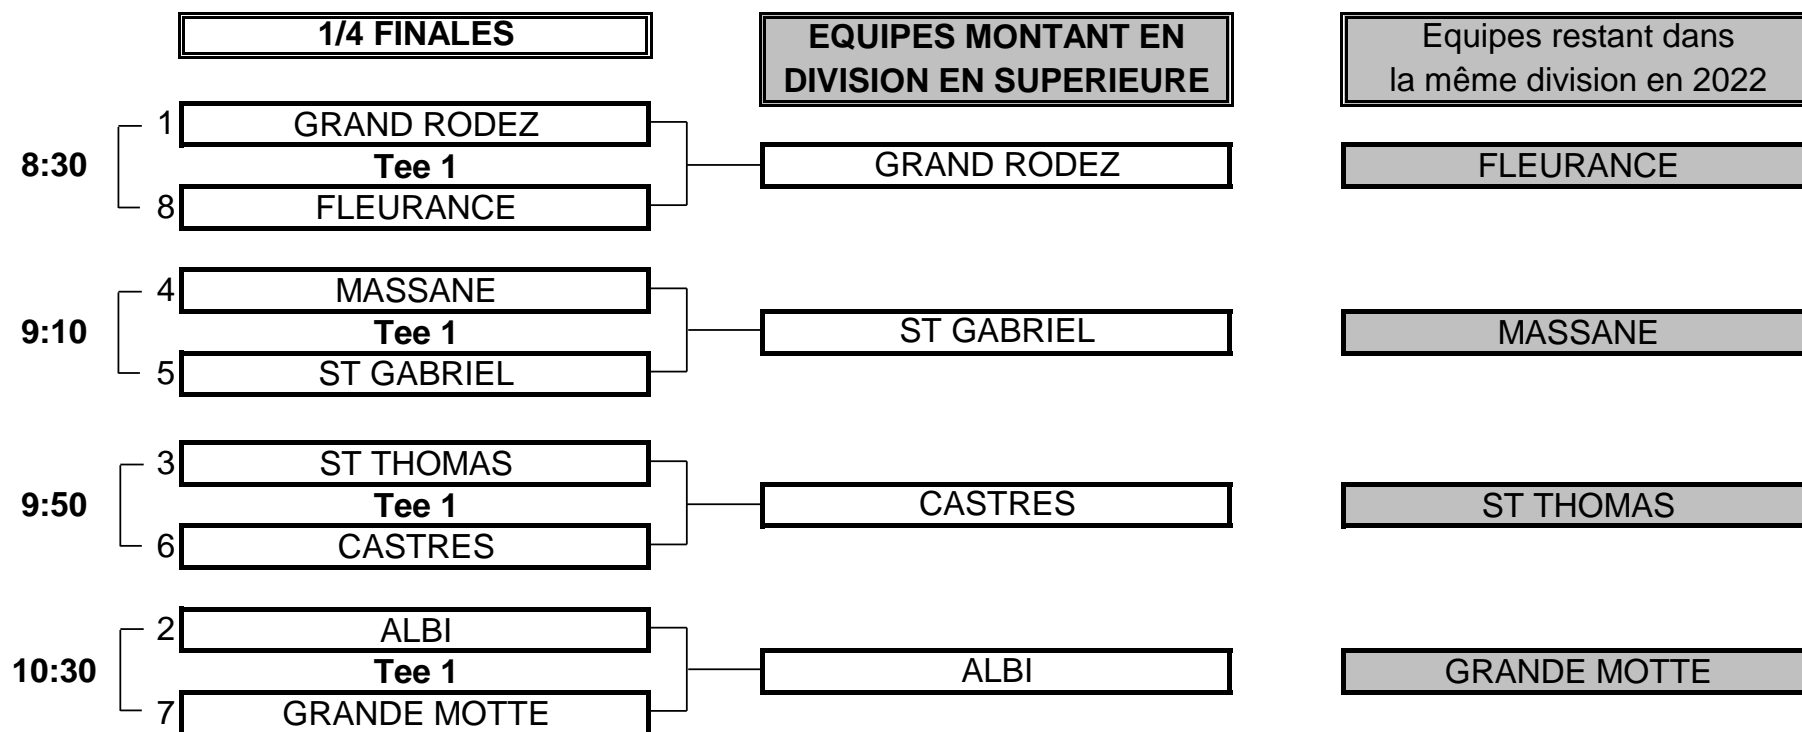 1/4 FINALES
EQUIPES MONTANT EN
DIVISION EN SUPERIEURE
Equipes restant dans
la même division en 2022
1 GRAND RODEZ
8:30 Tee 1 GRAND RODEZ FLEURANCE
8 FLEURANCE
4 MASSANE
9:10 Tee 1 ST GABRIEL MASSANE
5 ST GABRIEL
3 ST THOMAS
9:50 Tee 1 CASTRES ST THOMAS
6 CASTRES
2 ALBI
10:30 Tee 1 ALBI GRANDE MOTTE
7 GRANDE MOTTE